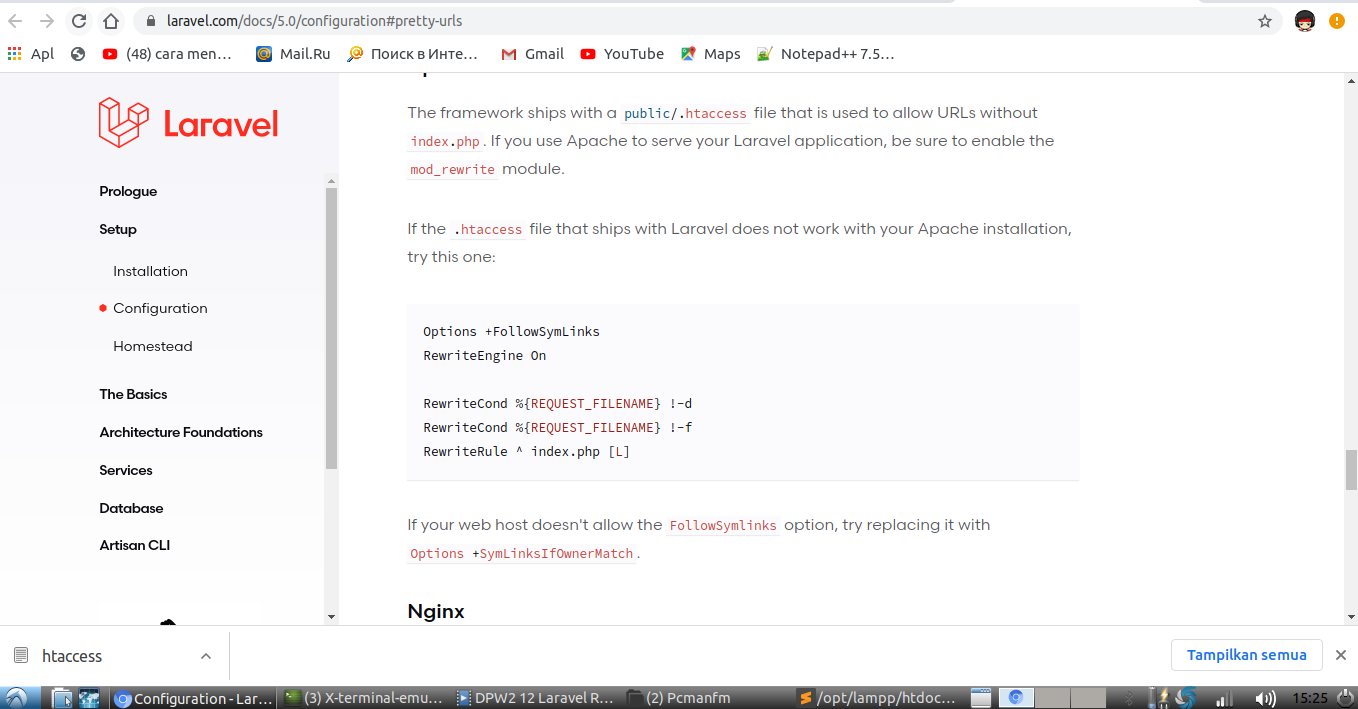 laravel.com/docs/5.0/configuration#pretty-urls
Apl
(48) cara men…
Mail.Ru
Поиск в Инте…
Gmail
YouTube
Maps
Notepad++ 7.5…
Laravel
Prologue
Setup
Installation
Configuration
Homestead
The Basics
Architecture Foundations
Services
Database
Artisan CLI
The framework ships with a public/.htaccess file that is used to allow URLs without
index.php. If you use Apache to serve your Laravel application, be sure to enable the
mod_rewrite module.
If the .htaccess file that ships with Laravel does not work with your Apache installation,
try this one:
Options +FollowSymLinks
RewriteEngine On
RewriteCond %{REQUEST_FILENAME} !-d
RewriteCond %{REQUEST_FILENAME} !-f
RewriteRule ^ index.php [L]
If your web host doesn't allow the FollowSymlinks option, try replacing it with
Options +SymLinksIfOwnerMatch.
Nginx
htaccess
Tampilkan semua
Configuration - Lar…
(3) X-terminal-emu…
DPW2 12 Laravel R…
(2) Pcmanfm
/opt/lampp/htdoc…
15:25